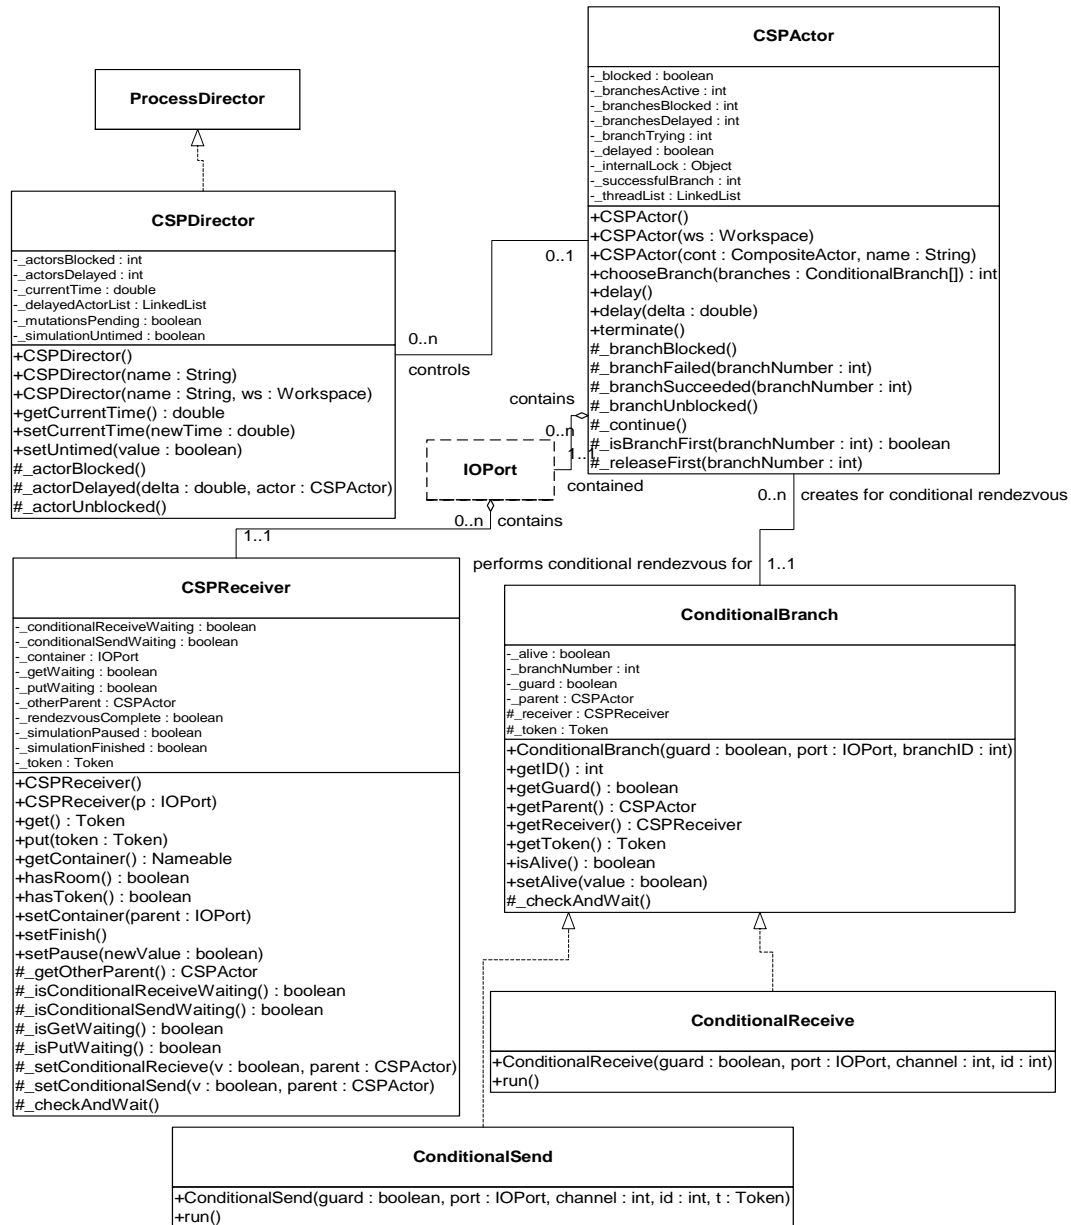 CSPActor
-_blocked : boolean
-_branchesActive : int
-_branchesBlocked : int
-_branchesDelayed : int
-_branchTrying : int
-_delayed : boolean
-_internalLock : Object
-_successfulBranch : int
-_threadList : LinkedList
+CSPActor()
+CSPActor(ws : Workspace)
+CSPActor(cont : CompositeActor, name : String)
+chooseBranch(branches : ConditionalBranch[]) : int
+delay()
+delay(delta : double)
+terminate()
#_branchBlocked()
#_branchFailed(branchNumber : int)
#_branchSucceeded(branchNumber : int)
#_branchUnblocked()
#_continue()
#_isBranchFirst(branchNumber : int) : boolean
#_releaseFirst(branchNumber : int)
ProcessDirector
CSPDirector
-_actorsBlocked : int
-_actorsDelayed : int
-_currentTime : double
-_delayedActorList : LinkedList
-_mutationsPending : boolean
-_simulationUntimed : boolean
+CSPDirector()
+CSPDirector(name : String)
+CSPDirector(name : String, ws : Workspace)
+getCurrentTime() : double
+setCurrentTime(newTime : double)
+setUntimed(value : boolean)
#_actorBlocked()
#_actorDelayed(delta : double, actor : CSPActor)
#_actorUnblocked()
0..1
0..n
controls
contains
0..n
1..1
contained
IOPort
0..n
contains
1..1
0..n
creates for conditional rendezvous
performs conditional rendezvous for
1..1
CSPReceiver
-_conditionalReceiveWaiting : boolean
-_conditionalSendWaiting : boolean
-_container : IOPort
-_getWaiting : boolean
-_putWaiting : boolean
-_otherParent : CSPActor
-_rendezvousComplete : boolean
-_simulationPaused : boolean
-_simulationFinished : boolean
-_token : Token
+CSPReceiver()
+CSPReceiver(p : IOPort)
+get() : Token
+put(token : Token)
+getContainer() : Nameable
+hasRoom() : boolean
+hasToken() : boolean
+setContainer(parent : IOPort)
+setFinish()
+setPause(newValue : boolean)
#_getOtherParent() : CSPActor
#_isConditionalReceiveWaiting() : boolean
#_isConditionalSendWaiting() : boolean
#_isGetWaiting() : boolean
#_isPutWaiting() : boolean
#_setConditionalRecieve(v : boolean, parent : CSPActor)
#_setConditionalSend(v : boolean, parent : CSPActor)
#_checkAndWait()
ConditionalBranch
-_alive : boolean
-_branchNumber : int
-_guard : boolean
-_parent : CSPActor
#_receiver : CSPReceiver
#_token : Token
+ConditionalBranch(guard : boolean, port : IOPort, branchID : int)
+getID() : int
+getGuard() : boolean
+getParent() : CSPActor
+getReceiver() : CSPReceiver
+getToken() : Token
+isAlive() : boolean
+setAlive(value : boolean)
#_checkAndWait()
ConditionalReceive
+ConditionalReceive(guard : boolean, port : IOPort, channel : int, id : int)
+run()
ConditionalSend
+ConditionalSend(guard : boolean, port : IOPort, channel : int, id : int, t : Token)
+run()